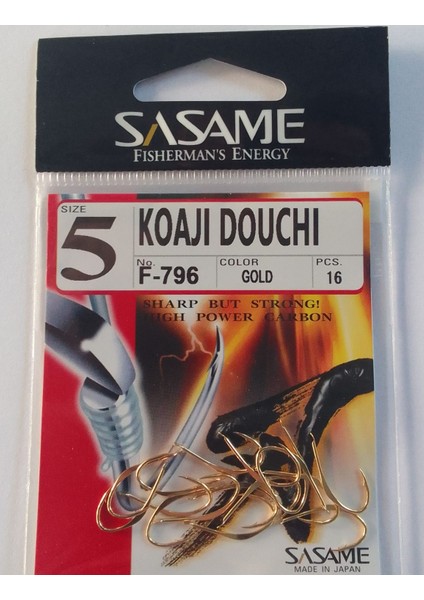 SASAME
FISHERMAN'S ENERGY
SIZE
5
KOAJI DOUCHI
No.
F-796
COLOR
GOLD
PCS.
16
SHARP BUT STRONG!
HIGH POWER CARBON
SASAME
MADE IN JAPAN